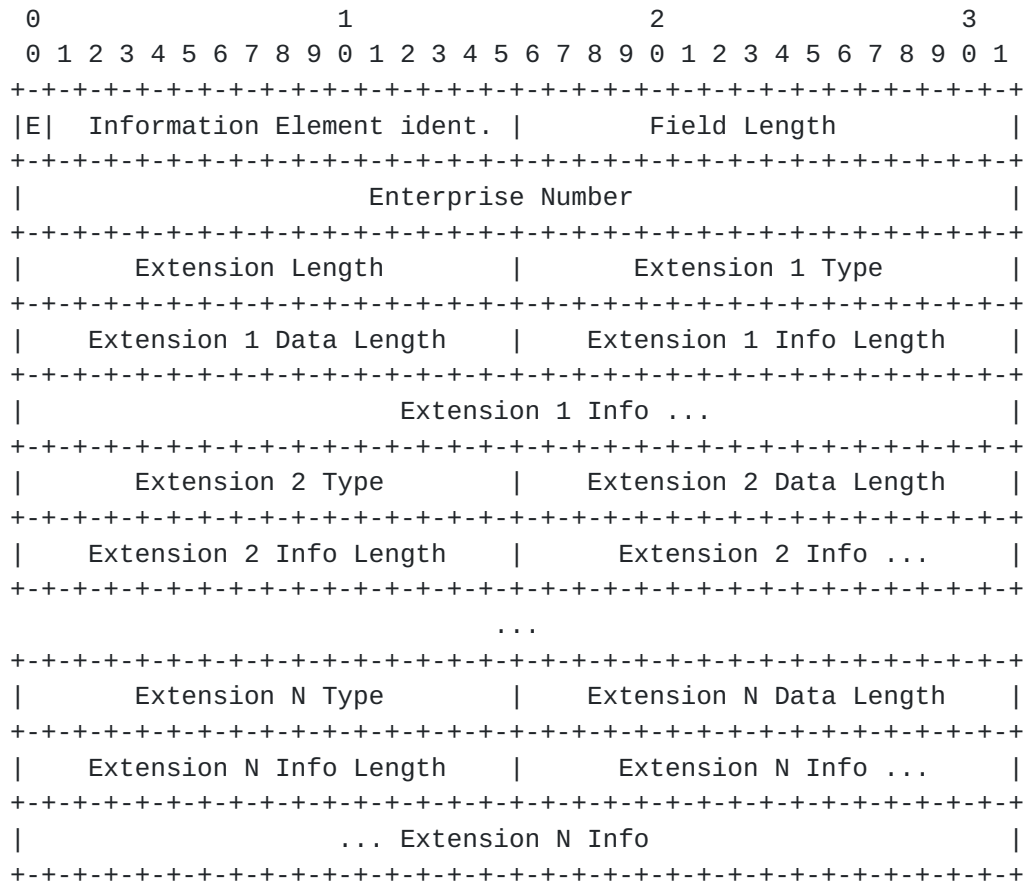 0                   1                   2                   3
 0 1 2 3 4 5 6 7 8 9 0 1 2 3 4 5 6 7 8 9 0 1 2 3 4 5 6 7 8 9 0 1
+-+-+-+-+-+-+-+-+-+-+-+-+-+-+-+-+-+-+-+-+-+-+-+-+-+-+-+-+-+-+-+-+
|E|  Information Element ident. |        Field Length           |
+-+-+-+-+-+-+-+-+-+-+-+-+-+-+-+-+-+-+-+-+-+-+-+-+-+-+-+-+-+-+-+-+
|                      Enterprise Number                        |
+-+-+-+-+-+-+-+-+-+-+-+-+-+-+-+-+-+-+-+-+-+-+-+-+-+-+-+-+-+-+-+-+
|       Extension Length        |       Extension 1 Type        |
+-+-+-+-+-+-+-+-+-+-+-+-+-+-+-+-+-+-+-+-+-+-+-+-+-+-+-+-+-+-+-+-+
|    Extension 1 Data Length    |    Extension 1 Info Length    |
+-+-+-+-+-+-+-+-+-+-+-+-+-+-+-+-+-+-+-+-+-+-+-+-+-+-+-+-+-+-+-+-+
|                        Extension 1 Info ...                   |
+-+-+-+-+-+-+-+-+-+-+-+-+-+-+-+-+-+-+-+-+-+-+-+-+-+-+-+-+-+-+-+-+
|       Extension 2 Type        |    Extension 2 Data Length    |
+-+-+-+-+-+-+-+-+-+-+-+-+-+-+-+-+-+-+-+-+-+-+-+-+-+-+-+-+-+-+-+-+
|    Extension 2 Info Length    |      Extension 2 Info ...     |
+-+-+-+-+-+-+-+-+-+-+-+-+-+-+-+-+-+-+-+-+-+-+-+-+-+-+-+-+-+-+-+-+
                              ...
+-+-+-+-+-+-+-+-+-+-+-+-+-+-+-+-+-+-+-+-+-+-+-+-+-+-+-+-+-+-+-+-+
|       Extension N Type        |    Extension N Data Length    |
+-+-+-+-+-+-+-+-+-+-+-+-+-+-+-+-+-+-+-+-+-+-+-+-+-+-+-+-+-+-+-+-+
|    Extension N Info Length    |      Extension N Info ...     |
+-+-+-+-+-+-+-+-+-+-+-+-+-+-+-+-+-+-+-+-+-+-+-+-+-+-+-+-+-+-+-+-+
|                    ... Extension N Info                       |
+-+-+-+-+-+-+-+-+-+-+-+-+-+-+-+-+-+-+-+-+-+-+-+-+-+-+-+-+-+-+-+-+